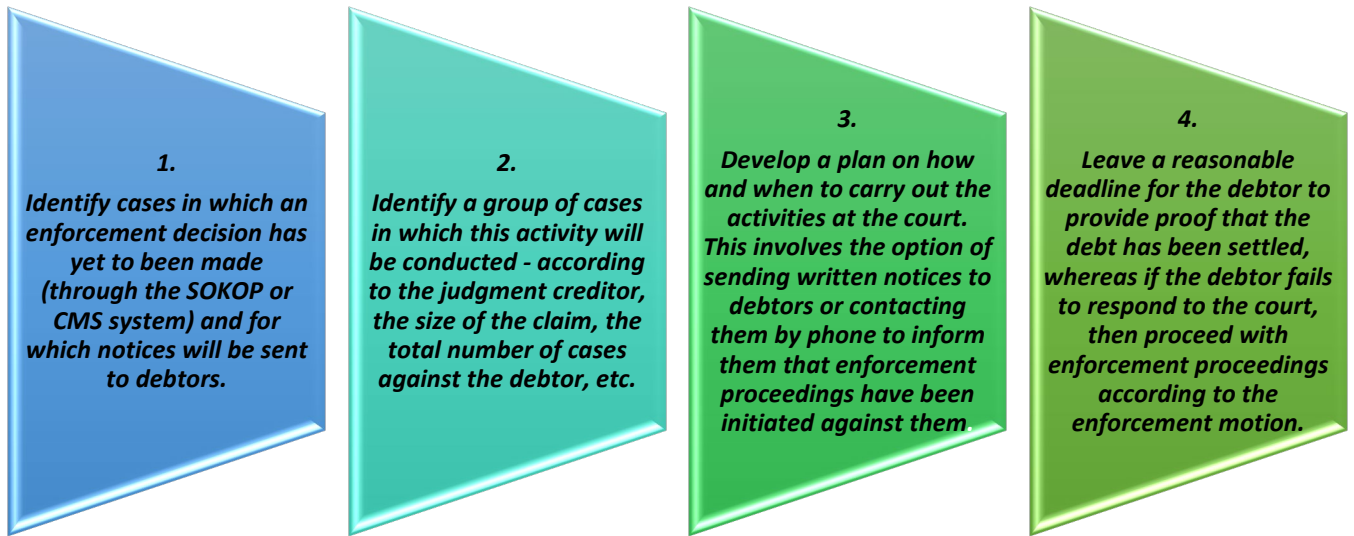 1.
Identify cases in which an
enforcement decision has
yet to been made
(through the SOKOP or
CMS system) and for
which notices will be sent
to debtors.
2.
Identify a group of cases
in which this activity will
be conducted - according
to the judgment creditor,
the size of the claim, the
total number of cases
against the debtor, etc.
3.
Develop a plan on how
and when to carry out the
activities at the court.
This involves the option of
sending written notices to
debtors or contacting
them by phone to inform
them that enforcement
proceedings have been
initiated against them.
4.
Leave a reasonable
deadline for the debtor to
provide proof that the
debt has been settled,
whereas if the debtor fails
to respond to the court,
then proceed with
enforcement proceedings
according to the
enforcement motion.